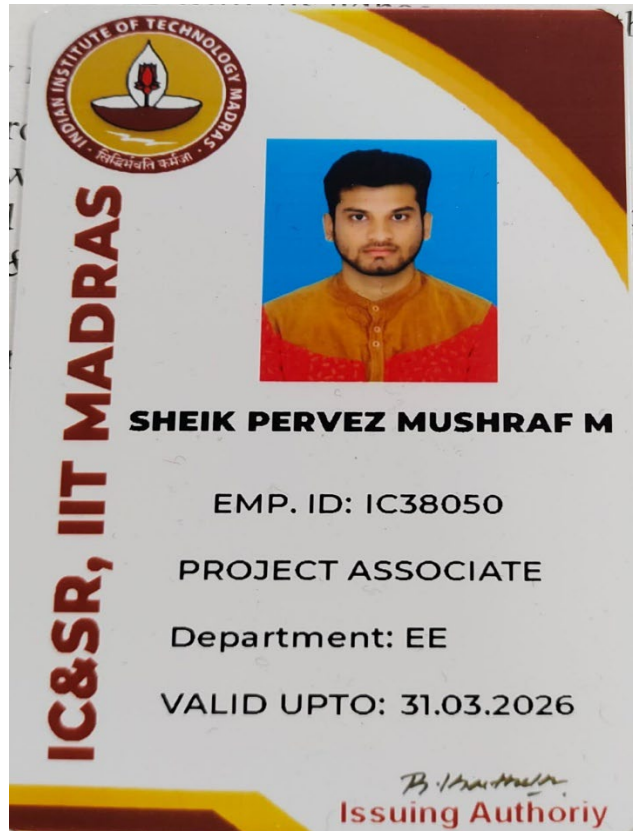 INDIAN INSTITUTE OF TECHNOLOGY MADRAS
सिद्धिर्भवति कर्मजा
IC&SR, IIT MADRAS
SHEIK PERVEZ MUSHRAF M
EMP. ID: IC38050
PROJECT ASSOCIATE
Department: EE
VALID UPTO: 31.03.2026
Issuing Authoriy